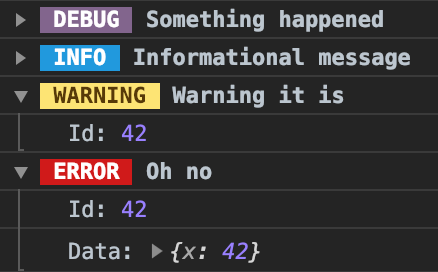 DEBUG Something happened
INFO Informational message
WARNING Warning it is
Id: 42
ERROR Oh no
Id: 42
Data: {x: 42}